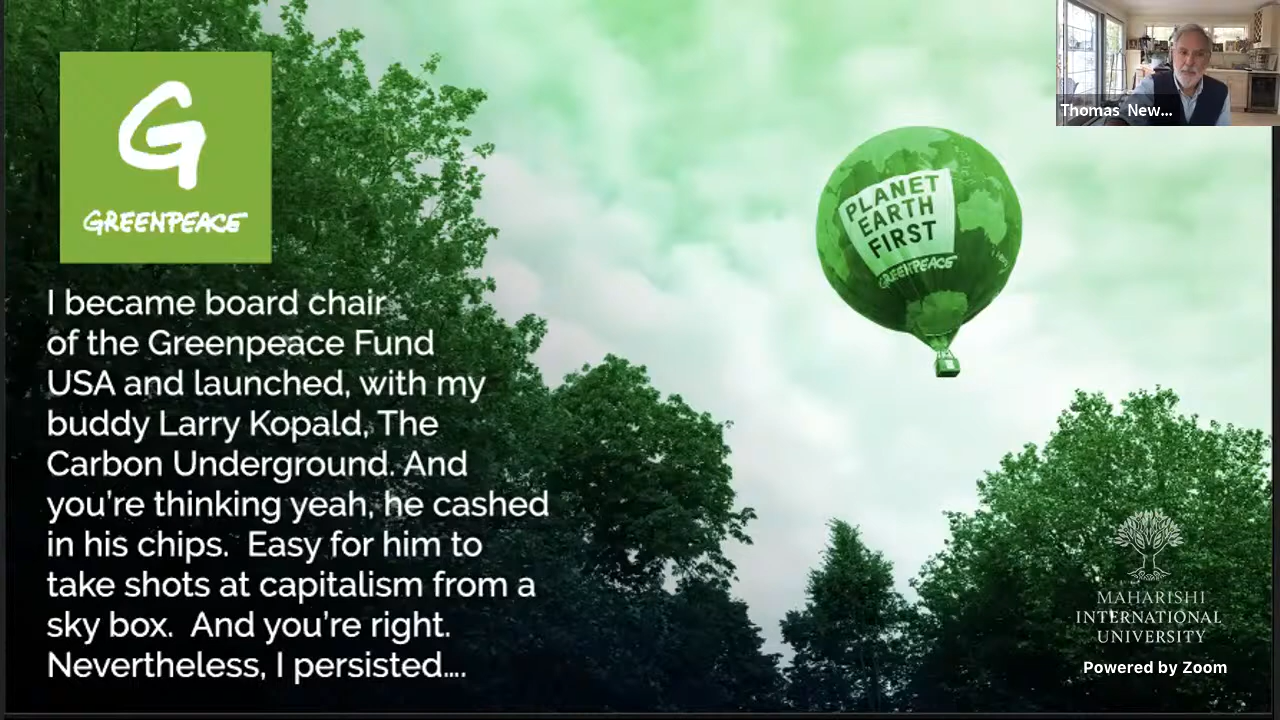 Thomas New...
G
GREENPEACE
PLANET
EARTH
FIRST
GREENPEACE
I became board chair
of the Greenpeace Fund
USA and launched, with my
buddy Larry Kopald, The
Carbon Underground. And
you're thinking yeah, he cashed
in his chips.  Easy for him to
take shots at capitalism from a
sky box.  And you're right.
Nevertheless, I persisted....
MAHARISHI
INTERNATIONAL
UNIVERSITY
Powered by Zoom